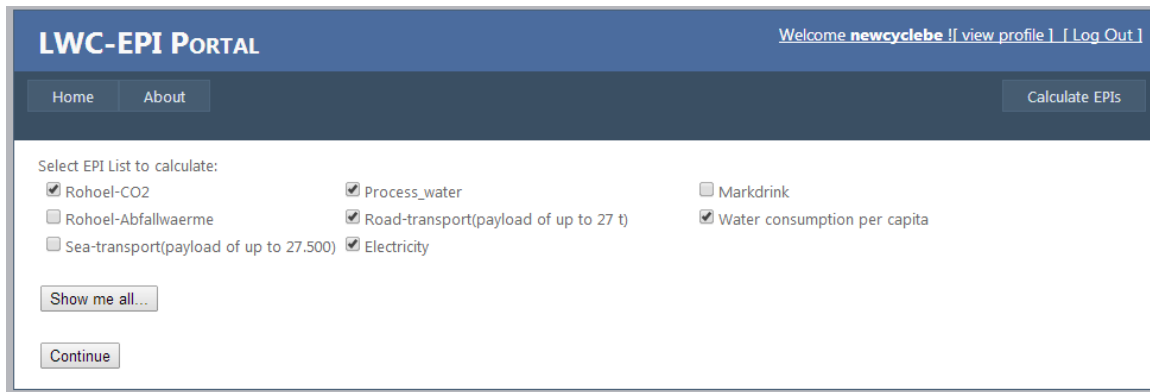 LWC-EPI PORTAL
Welcome newcyclebe ![ view profile ] [ Log Out ]
Home About Calculate EPIs
Select EPI List to calculate:
Rohoel-CO2 Process_water Markdrink
Rohoel-Abfallwaerme Road-transport(payload of up to 27 t) Water consumption per capita
Sea-transport(payload of up to 27.500) Electricity
Show me all...
Continue